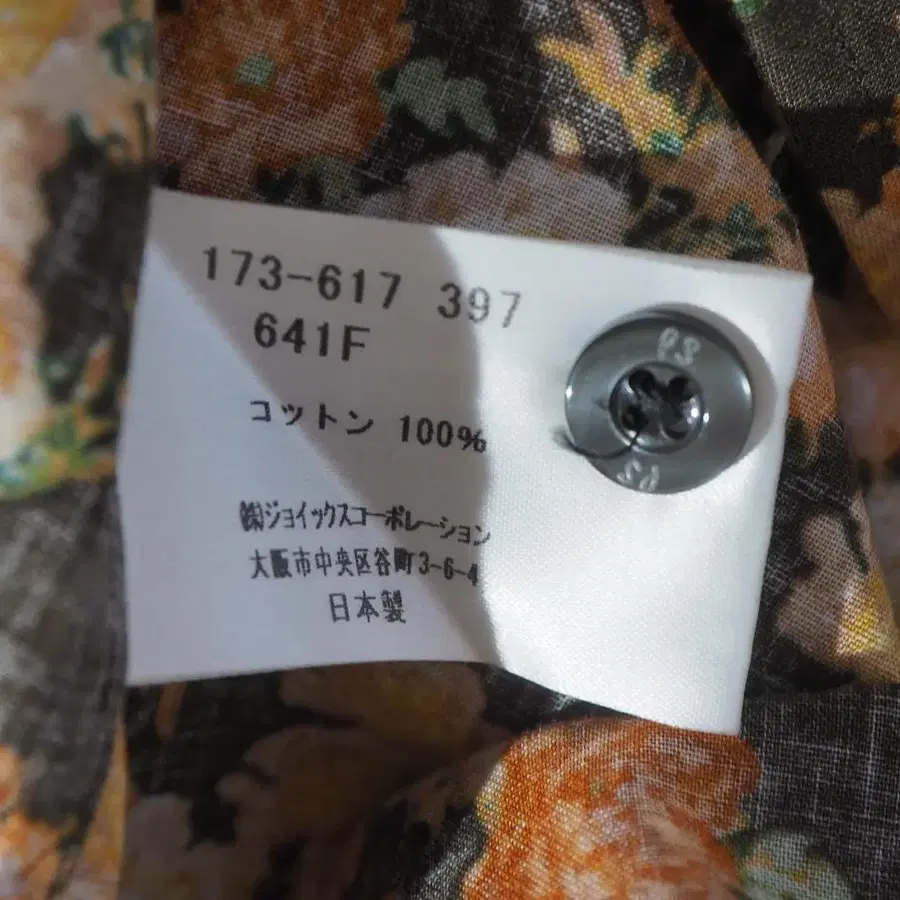 173-617 397
641F
コットン 100%
㈱ジョイックスコーポレーション
大阪市中央区谷町3-6-4
日本製
PS
PS